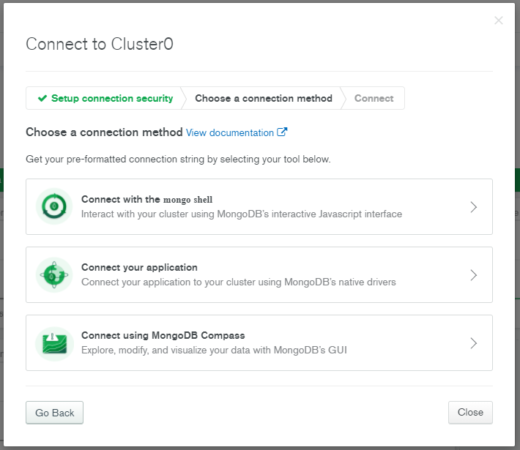 Connect to Cluster0
Setup connection security
Choose a connection method
Connect
Choose a connection method View documentation
Get your pre-formatted connection string by selecting your tool below.
Connect with the mongo shell
Interact with your cluster using MongoDB's interactive Javascript interface
Connect your application
Connect your application to your cluster using MongoDB's native drivers
Connect using MongoDB Compass
Explore, modify, and visualize your data with MongoDB's GUI
Go Back
Close